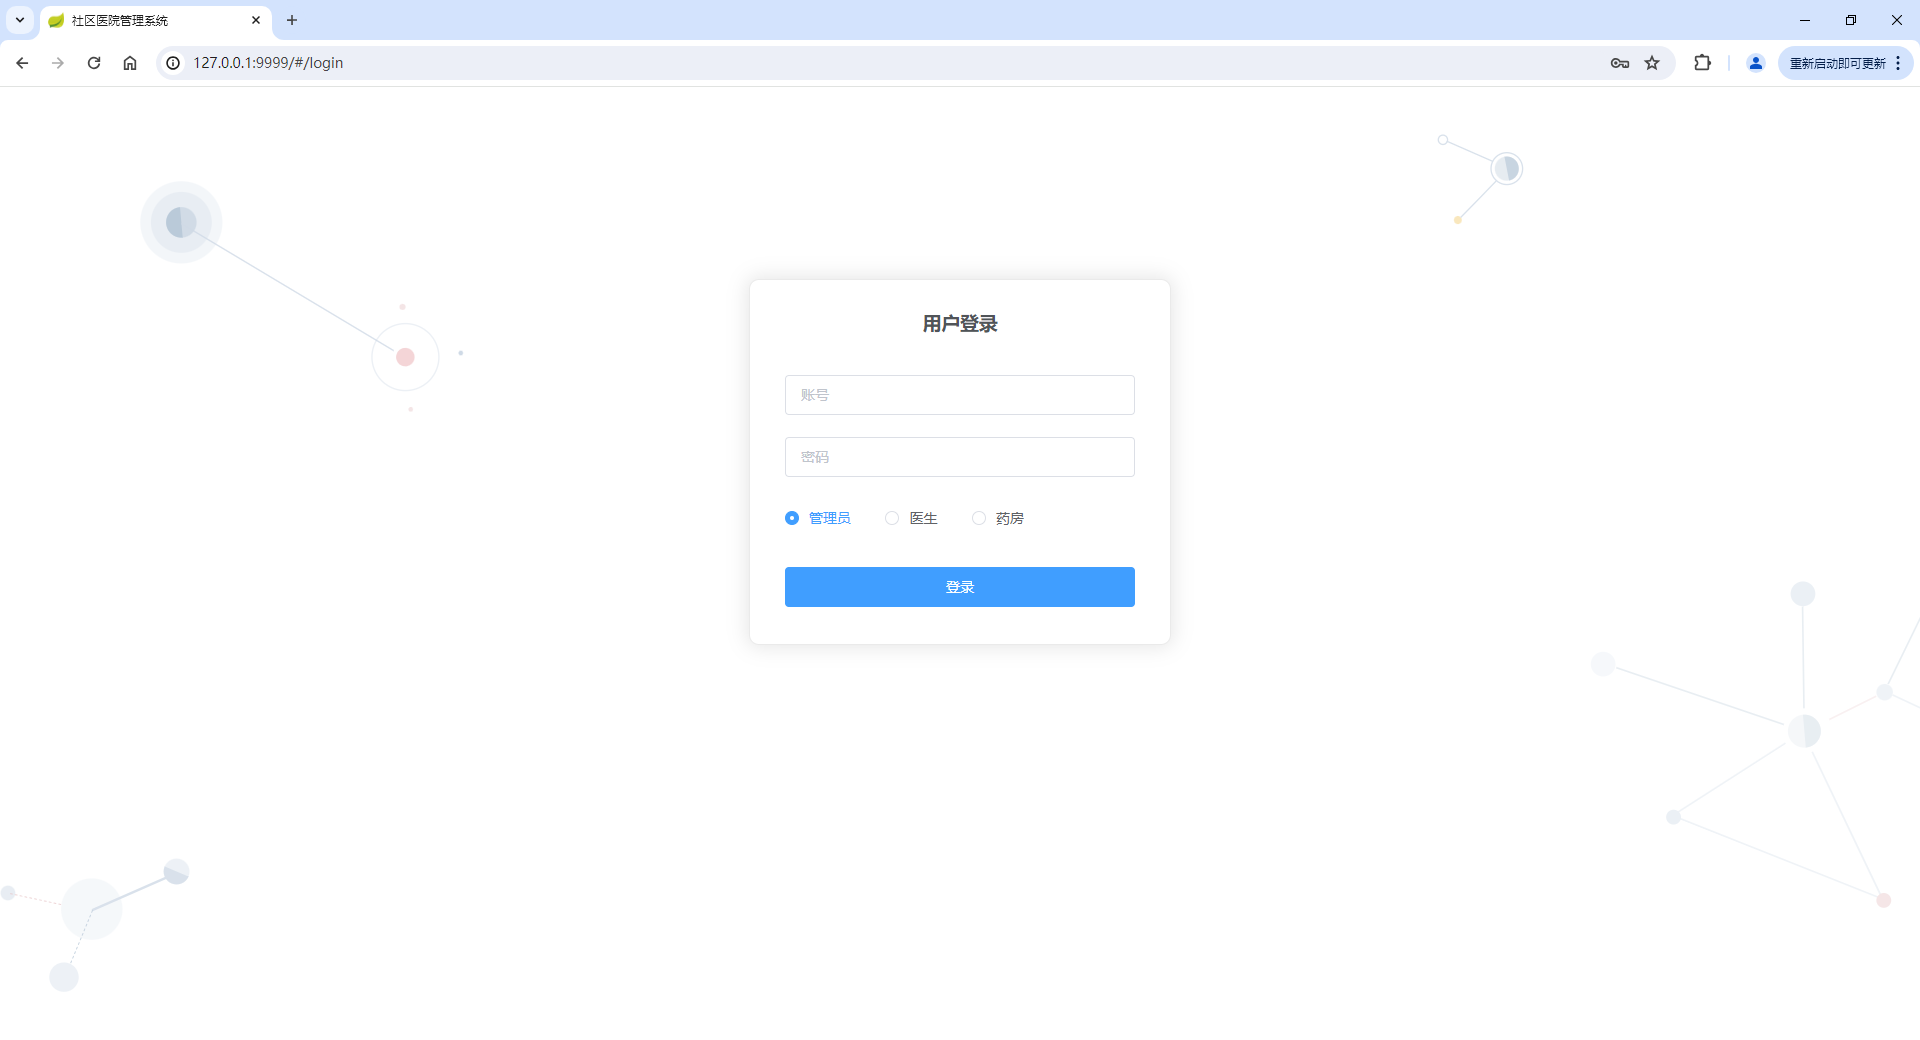 社区医院管理系统
127.0.0.1:9999/#/login
重新启动即可更新
用户登录
账号
密码
管理员 医生 药房
登录